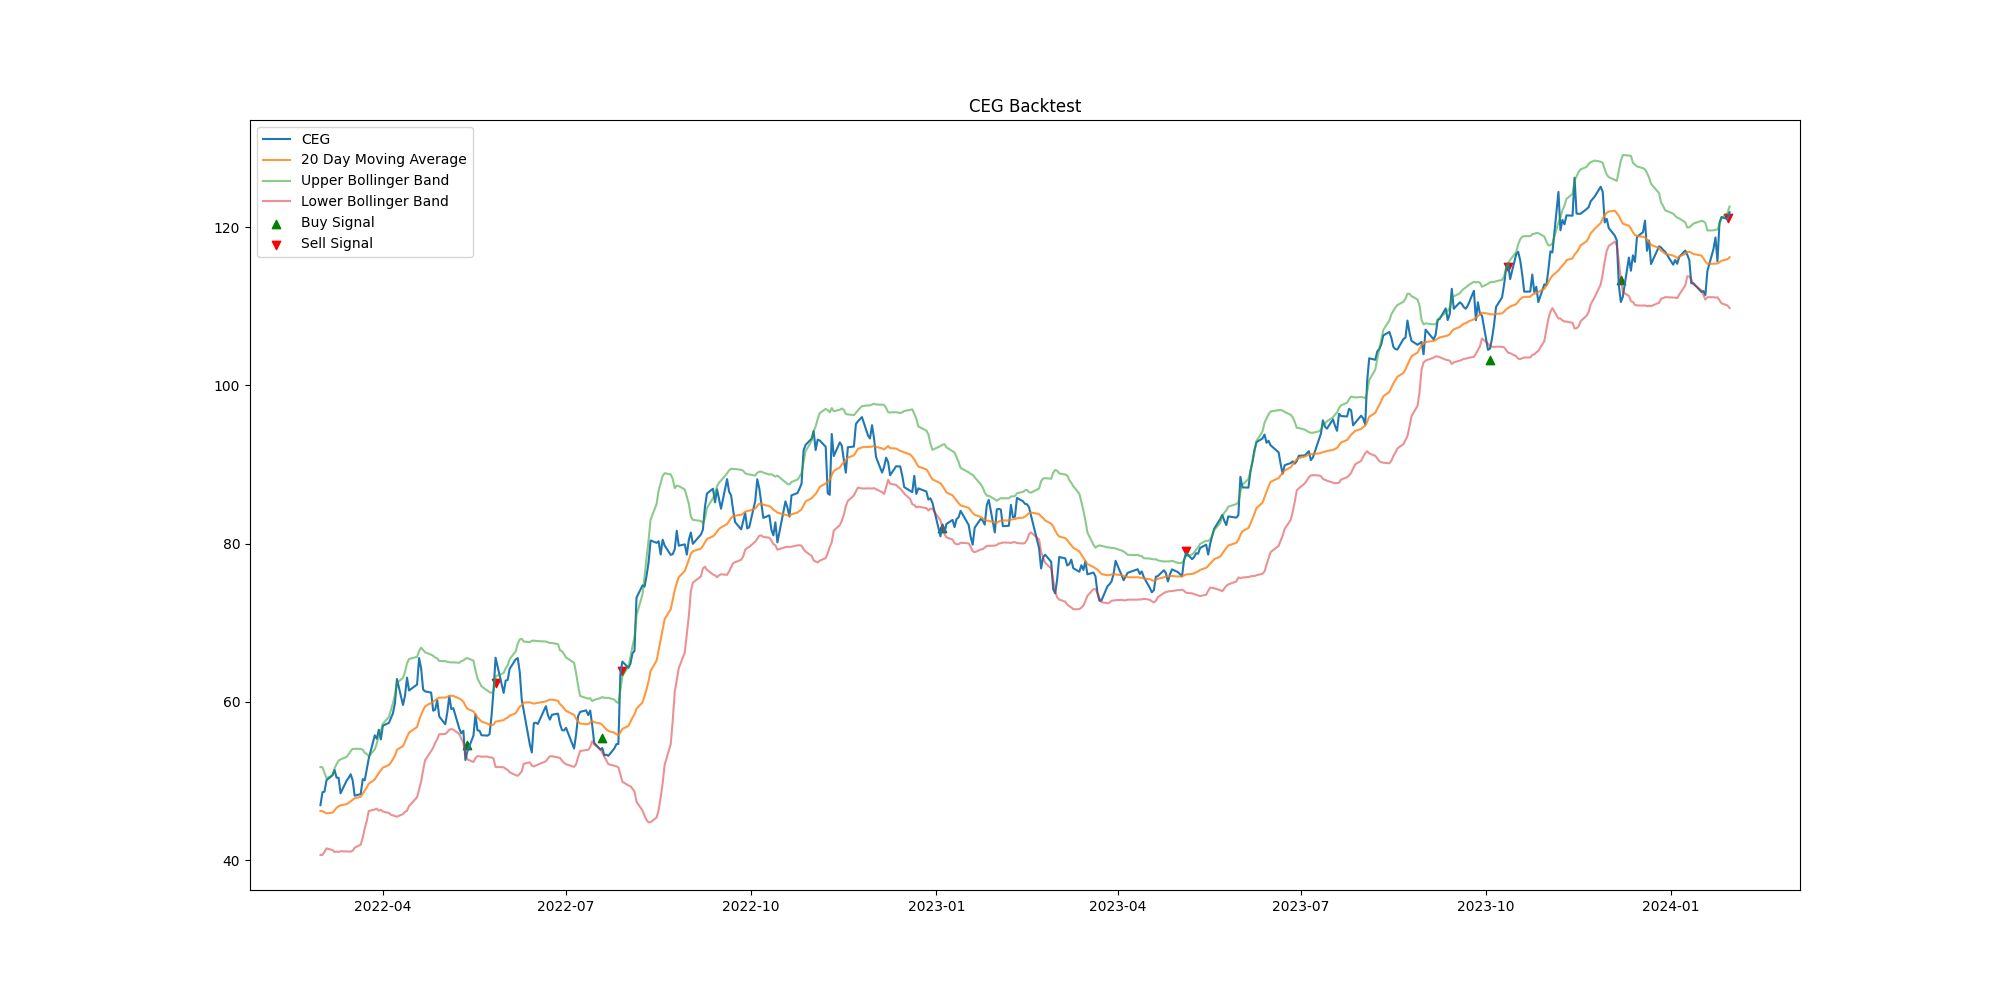 CEG Backtest
CEG
20 Day Moving Average
Upper Bollinger Band
Lower Bollinger Band
Buy Signal
Sell Signal
120
100
80
60
40
2022-04 2022-07 2022-10 2023-01 2023-04 2023-07 2023-10 2024-01